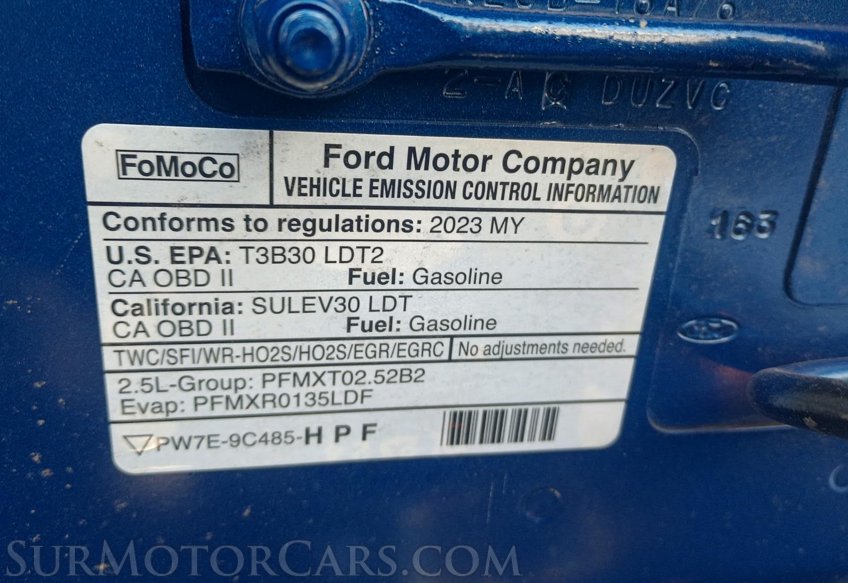 Z-A DUZVC
FoMoCo
Ford Motor Company
VEHICLE EMISSION CONTROL INFORMATION
Conforms to regulations: 2023 MY
U.S. EPA: T3B30 LDT2
CA OBD II Fuel: Gasoline
California: SULEV30 LDT
CA OBD II Fuel: Gasoline
TWC/SFI/WR-HO2S/HO2S/EGR/EGRC No adjustments needed.
2.5L-Group: PFMXT02.52B2
Evap: PFMXR0135LDF
PW7E-9C485-HPF
163
SurMotorCars.com